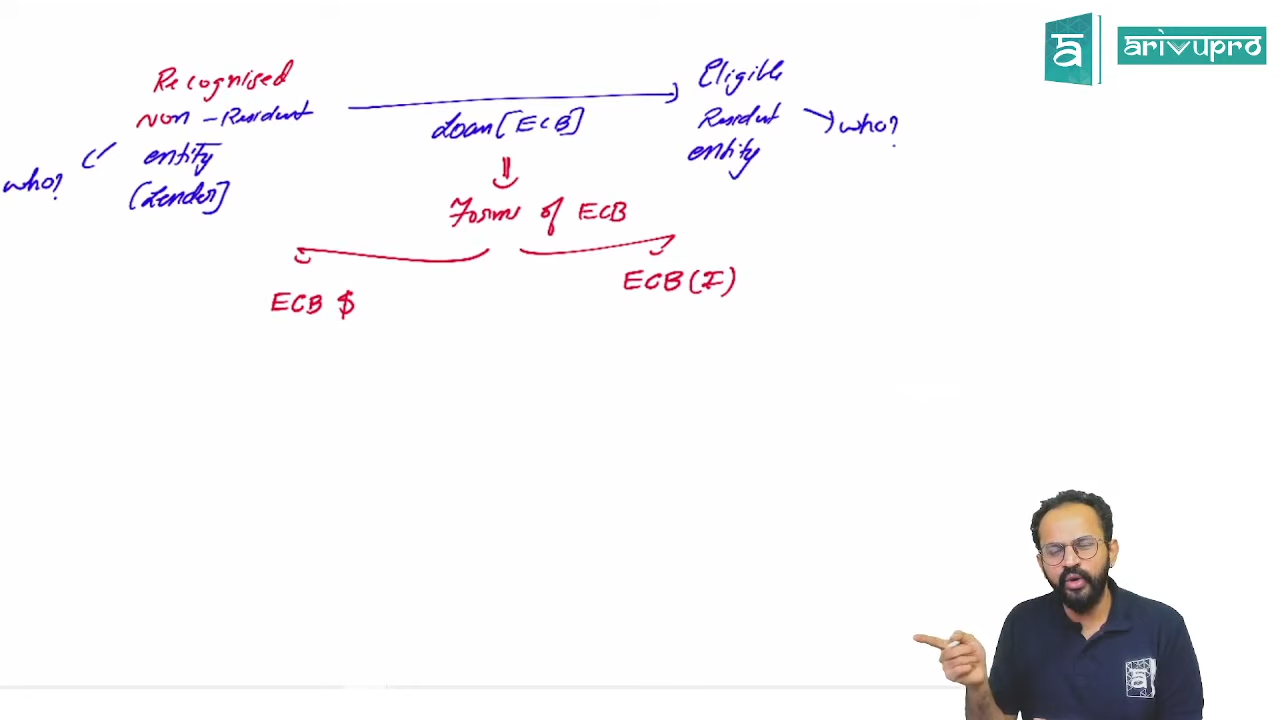 arivupro
Recognised
non-Resident
entity
[Lender]
who?
Loan [ECB]
Eligible
Resident
entity
who?
Forms of ECB
ECB $
ECB (₹)